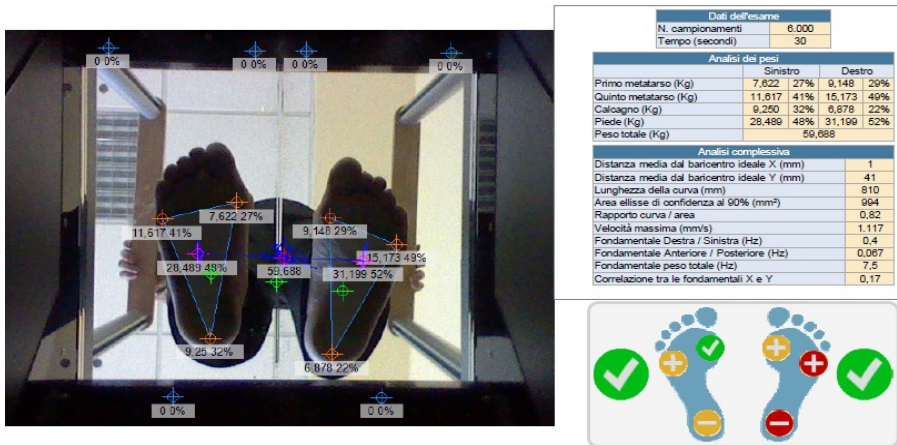 Dati dell'esame
N. campionamenti 6.000
Tempo (secondi) 30
Analisi dei pesi
Sinistro Destro
Primo metatarso (Kg) 7,622 27% 9,148 29%
Quinto metatarso (Kg) 11,617 41% 15,173 49%
Calcagno (Kg) 9,250 32% 6,878 22%
Piede (Kg) 28,489 48% 31,199 52%
Peso totale (Kg) 59,688
Analisi complessiva
Distanza media dal baricentro ideale X (mm) 1
Distanza media dal baricentro ideale Y (mm) 41
Lunghezza della curva (mm) 810
Area ellisse di confidenza al 90% (mm²) 994
Rapporto curva / area 0,82
Velocità massima (mm/s) 1.117
Fondamentale Destra / Sinistra (Hz) 0,4
Fondamentale Anteriore / Posteriore (Hz) 0,067
Fondamentale peso totale (Hz) 7,5
Correlazione tra le fondamentali X e Y 0,17
0 0%
0 0%
0 0%
0 0%
7,622 27%
11,617 41%
9,148 29%
15,173 49%
28,489 48%
59,688
31,199 52%
9,25 32%
6,878 22%
0 0%
0 0%